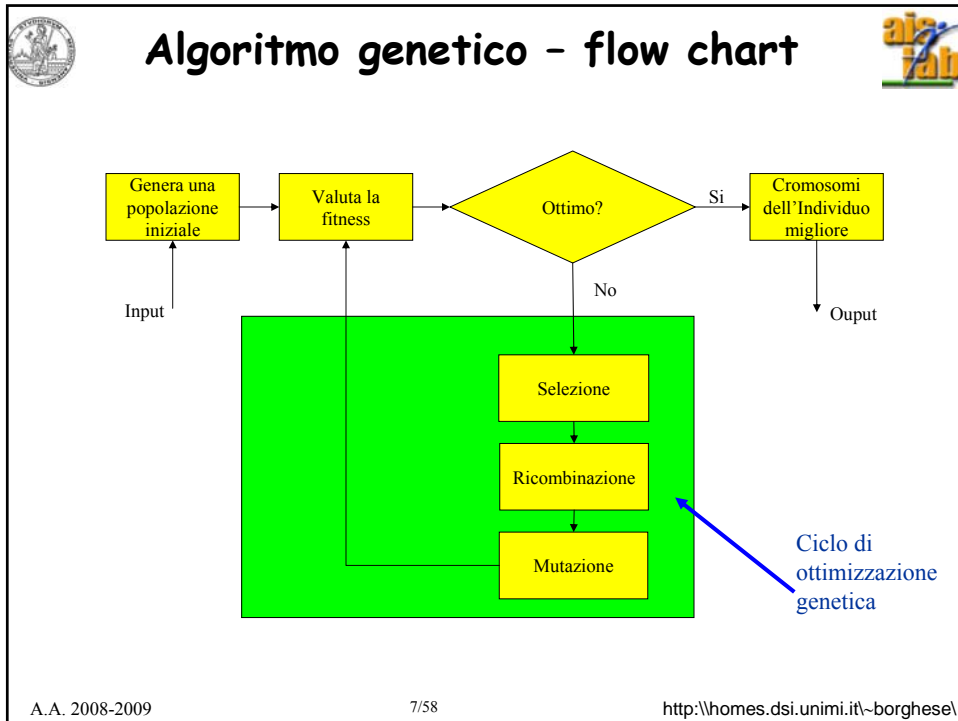 Algoritmo genetico – flow chart
Genera una
popolazione
iniziale
Valuta la
fitness
Ottimo?
Si
Cromosomi
dell'Individuo
migliore
Input
No
Ouput
Selezione
Ricombinazione
Mutazione
Ciclo di
ottimizzazione
genetica
A.A. 2008-2009
7/58
http:\\homes.dsi.unimi.it\~borghese\